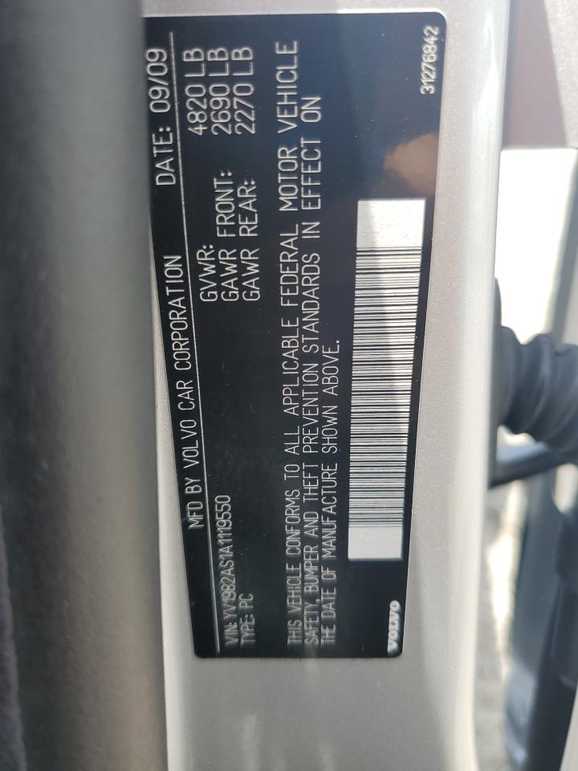 MFD BY VOLVO CAR CORPORATION DATE: 09/09
GVWR: 4820 LB
GAWR FRONT: 2690 LB
GAWR REAR: 2270 LB
VIN: YV1982AS1A1119550
TYPE: PC
THIS VEHICLE CONFORMS TO ALL APPLICABLE FEDERAL MOTOR VEHICLE
SAFETY, BUMPER AND THEFT PREVENTION STANDARDS IN EFFECT ON
THE DATE OF MANUFACTURE SHOWN ABOVE.
VOLVO
31276842